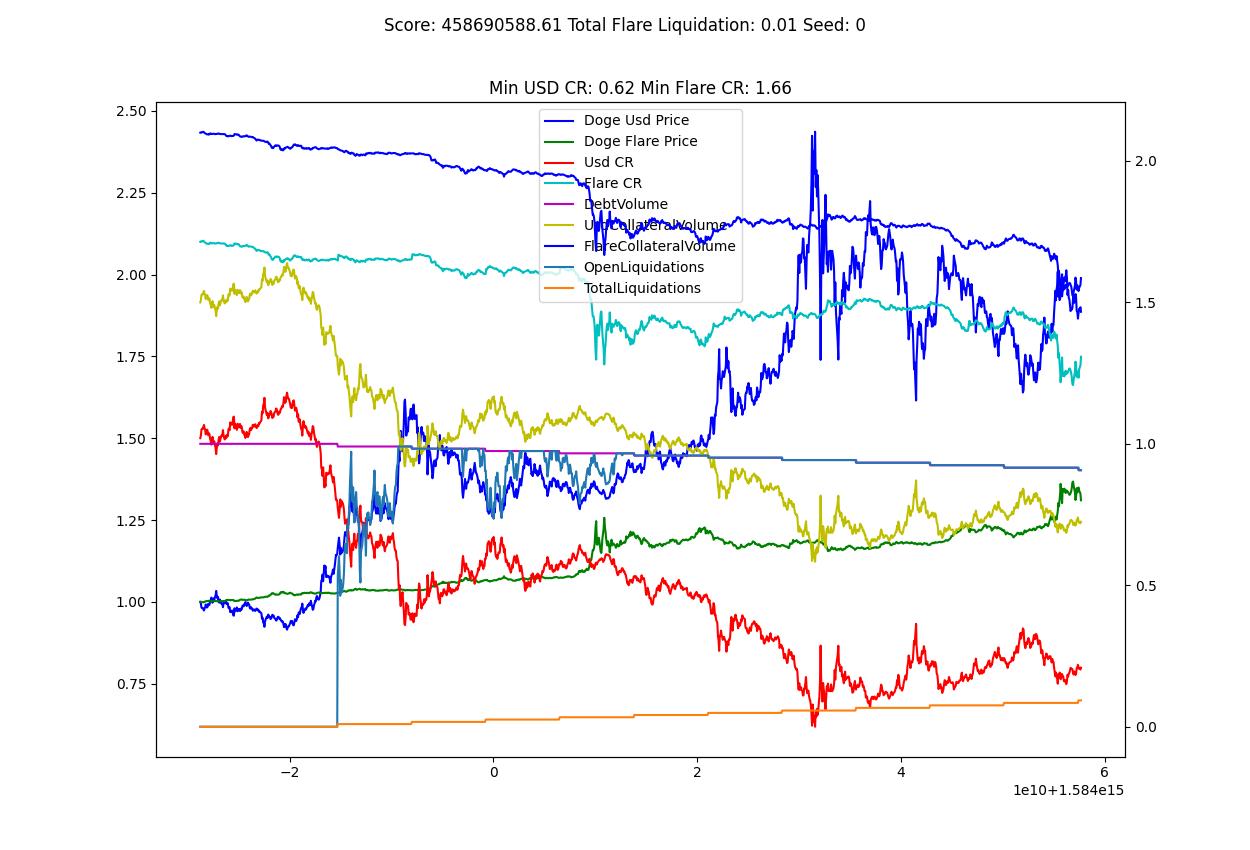 Score: 458690588.61 Total Flare Liquidation: 0.01 Seed: 0
Min USD CR: 0.62 Min Flare CR: 1.66
Doge Usd Price
Doge Flare Price
Usd CR
Flare CR
DebtVolume
FlareCollateralVolume
OpenLiquidations
TotalLiquidations
2.50
2.25
2.00
1.75
1.50
1.25
1.00
0.75
2.0
1.5
1.0
0.5
0.0
−2
0
2
4
6
1e10+1.584e15